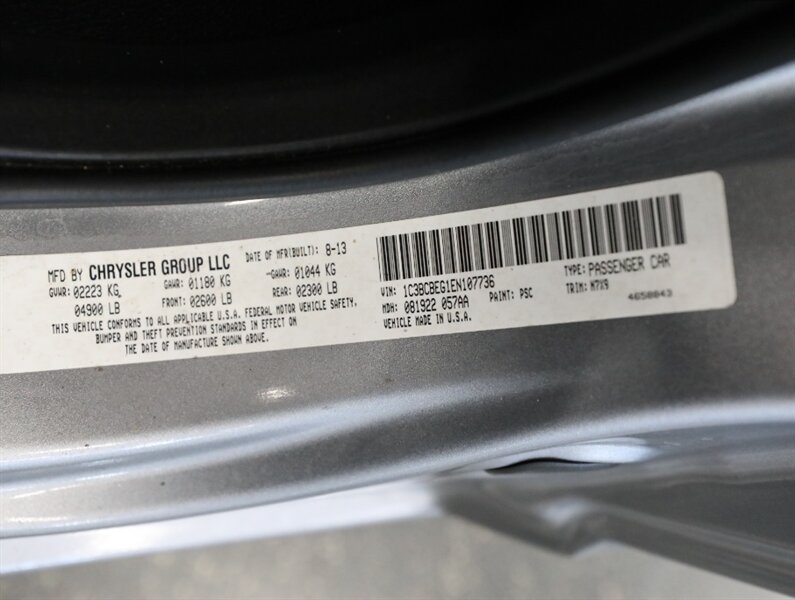 MFD BY CHRYSLER GROUP LLC DATE OF MFR(BUILT): 8-13
GVWR: 02223 KG GAWR: 01180 KG -GAWR: 01044 KG
04900 LB FRONT: 02600 LB REAR: 02300 LB
THIS VEHICLE CONFORMS TO ALL APPLICABLE U.S.A. FEDERAL MOTOR VEHICLE SAFETY,
BUMPER AND THEFT PREVENTION STANDARDS IN EFFECT ON
THE DATE OF MANUFACTURE SHOWN ABOVE.
VIN: 1C3BCBEG1EN107736 TYPE: PASSENGER CAR
MDH: 081922 057AA PAINT: PSC TRIM: M7X9
VEHICLE MADE IN U.S.A. 4658843